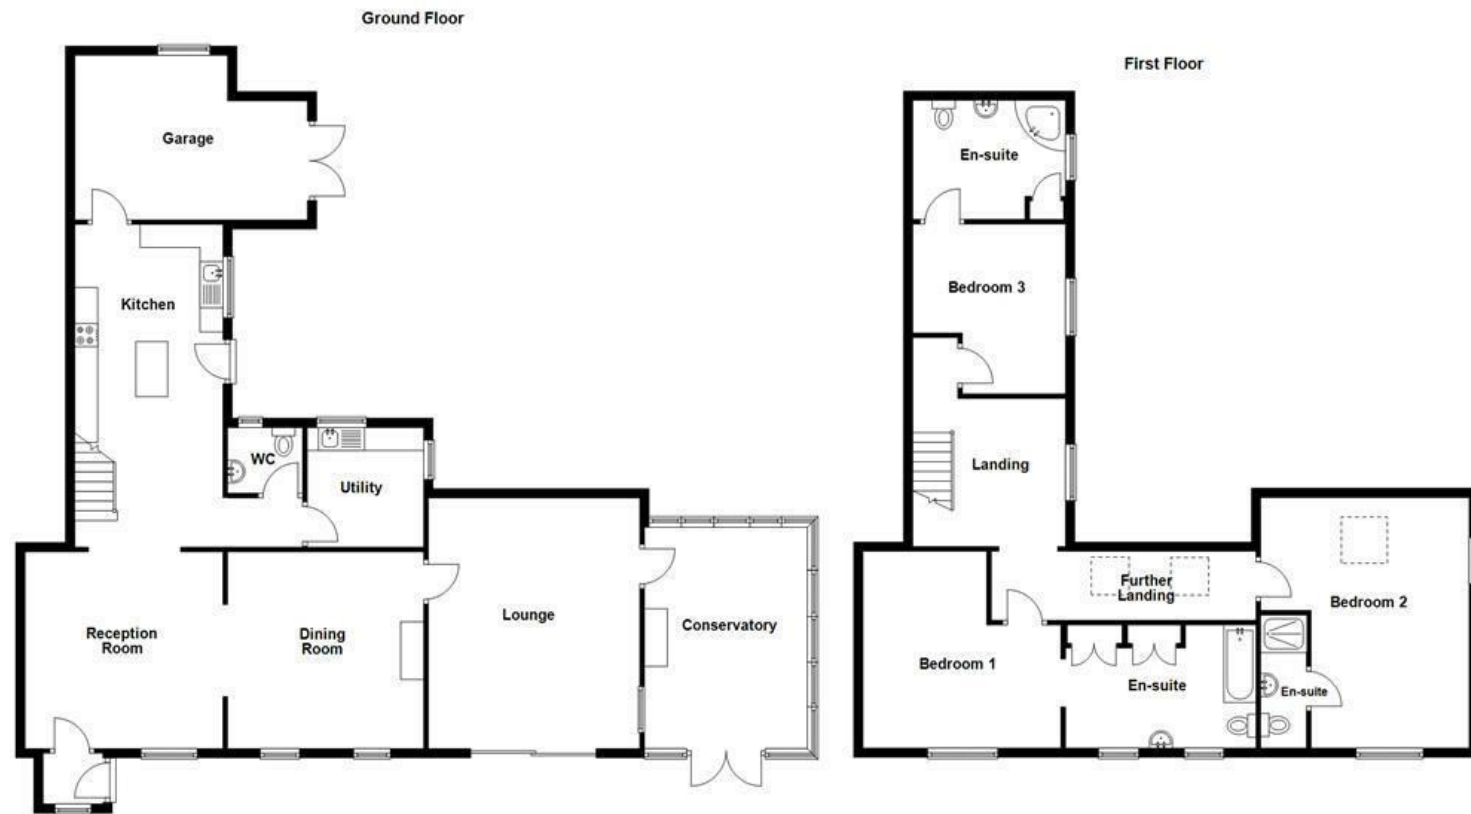 Ground Floor
Garage
Kitchen
WC
Utility
Reception
Room
Dining
Room
Lounge
Conservatory
First Floor
En-suite
Bedroom 3
Landing
Further
Landing
Bedroom 2
Bedroom 1
En-suite
En-suite